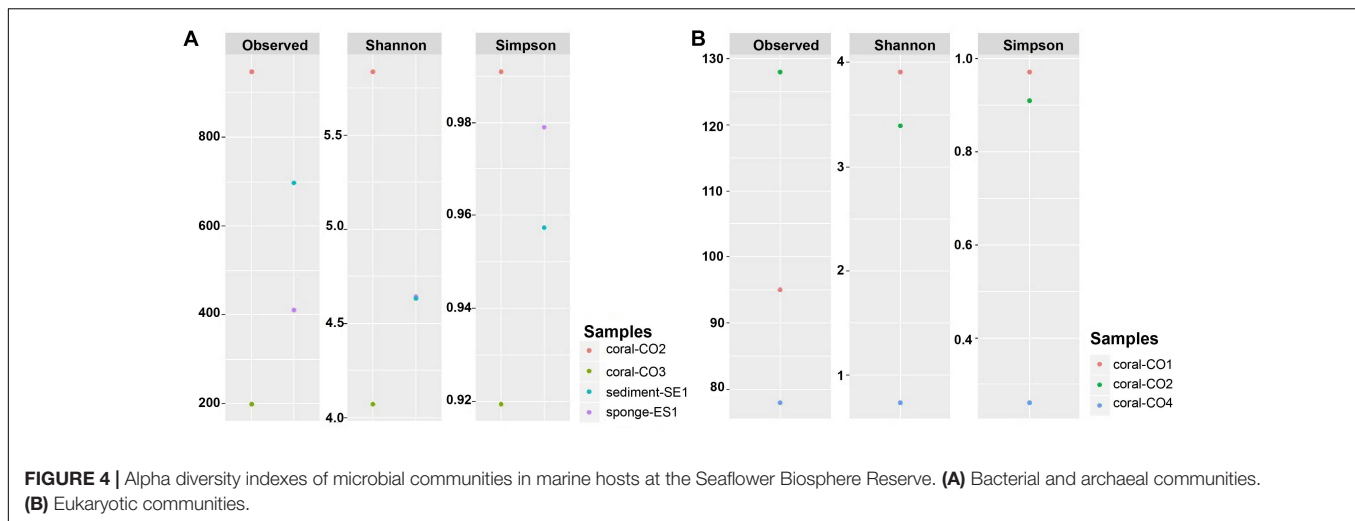 A
Observed
Shannon
Simpson
800
600
400
200
5.5
5.0
4.5
4.0
0.98
0.96
0.94
0.92
Samples
coral-CO2
coral-CO3
sediment-SE1
sponge-ES1
B
Observed
Shannon
Simpson
130
120
110
100
90
80
4
3
2
1
1.0
0.8
0.6
0.4
Samples
coral-CO1
coral-CO2
coral-CO4
FIGURE 4 | Alpha diversity indexes of microbial communities in marine hosts at the Seaflower Biosphere Reserve. (A) Bacterial and archaeal communities.
(B) Eukaryotic communities.